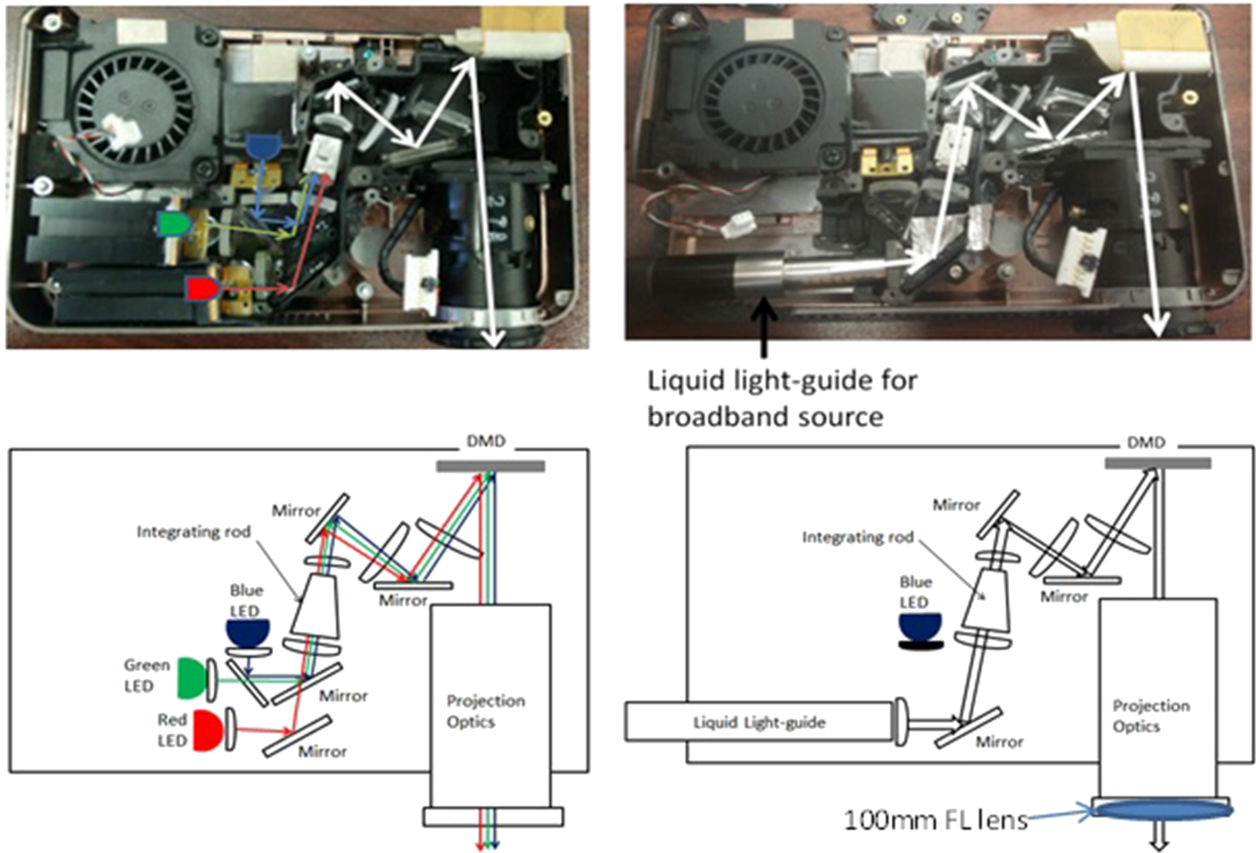 Liquid light-guide for
broadband source
DMD
Mirror
Integrating rod
Blue
LED
Mirror
Green
LED
Mirror
Red
LED
Mirror
Projection
Optics
DMD
Mirror
Integrating rod
Blue
LED
Mirror
Liquid Light-guide
Mirror
Projection
Optics
100mm FL lens